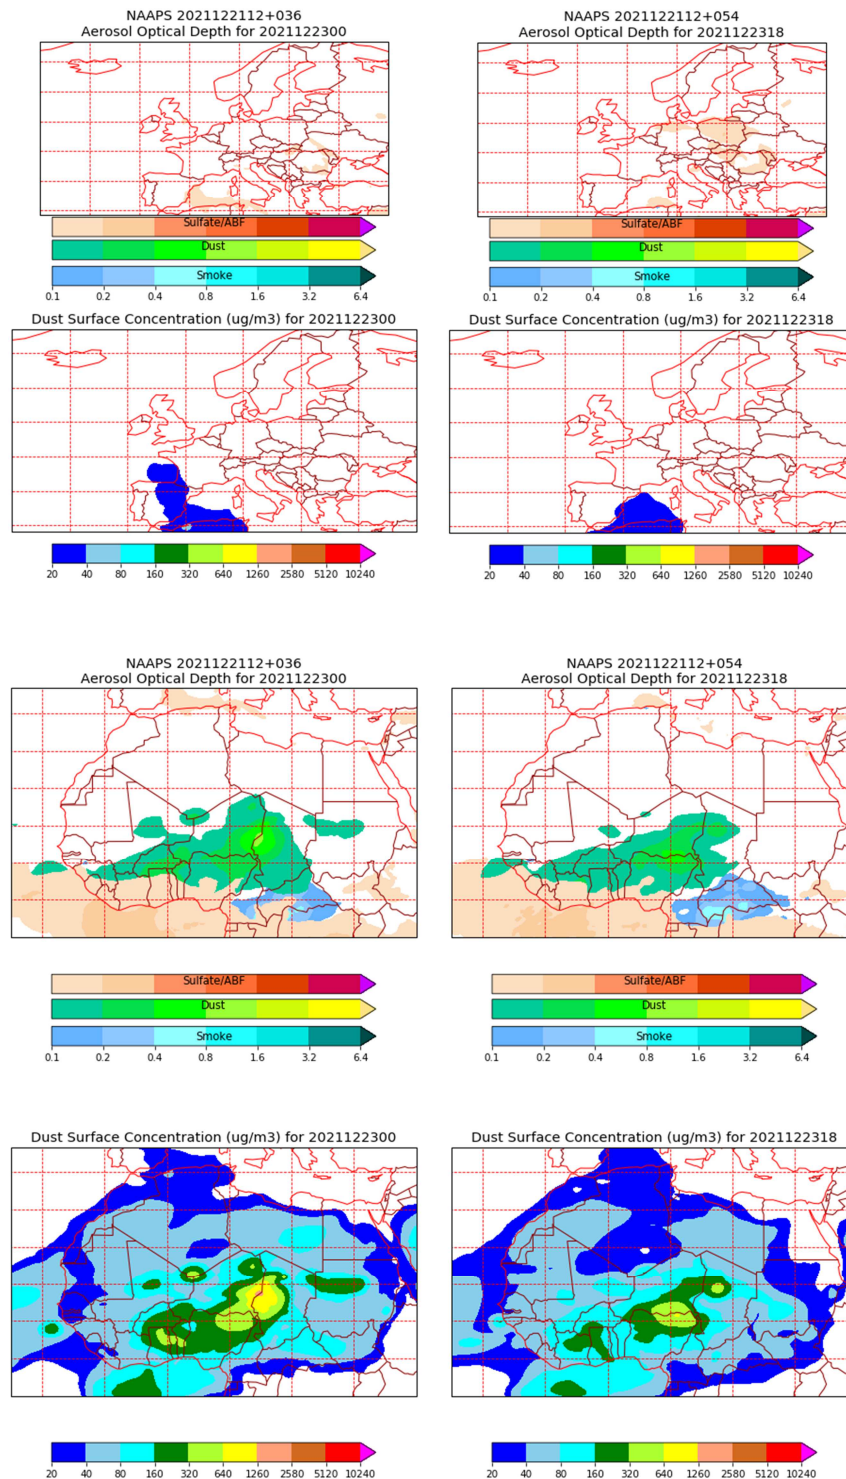 NAAPS 2021122112+036
Aerosol Optical Depth for 2021122300
NAAPS 2021122112+054
Aerosol Optical Depth for 2021122318
Sulfate/ABF
Dust
Smoke
0.1 0.2 0.4 0.8 1.6 3.2 6.4
Sulfate/ABF
Dust
Smoke
0.1 0.2 0.4 0.8 1.6 3.2 6.4
Dust Surface Concentration (ug/m3) for 2021122300
Dust Surface Concentration (ug/m3) for 2021122318
20 40 80 160 320 640 1260 2580 5120 10240
20 40 80 160 320 640 1260 2580 5120 10240
NAAPS 2021122112+036
Aerosol Optical Depth for 2021122300
NAAPS 2021122112+054
Aerosol Optical Depth for 2021122318
Sulfate/ABF
Dust
Smoke
0.1 0.2 0.4 0.8 1.6 3.2 6.4
Sulfate/ABF
Dust
Smoke
0.1 0.2 0.4 0.8 1.6 3.2 6.4
Dust Surface Concentration (ug/m3) for 2021122300
Dust Surface Concentration (ug/m3) for 2021122318
20 40 80 160 320 640 1260 2580 5120 10240
20 40 80 160 320 640 1260 2580 5120 10240